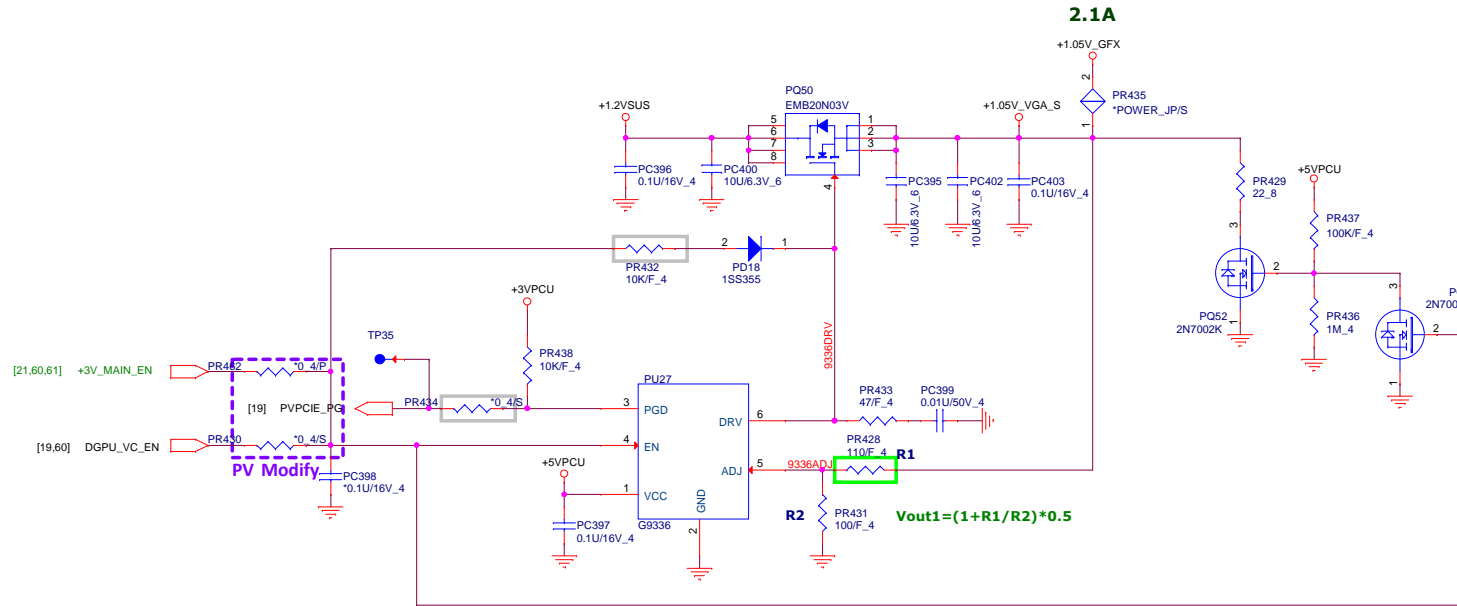 2.1A
+1.05V_GFX
2
PR435
*POWER_JP/S
1
PQ50
EMB20N03V
+1.2VSUS
+1.05V_VGA_S
5
6
7
8
1
2
3
4
PC396
0.1U/16V_4
PC400
10U/6.3V_6
PC395
10U/6.3V_6
PC402
10U/6.3V_6
PC403
0.1U/16V_4
PR429
22_8
+5VPCU
PR437
100K/F_4
3
2
1
PQ52
2N7002K
PR436
1M_4
3
2
1
2N700
PR432
10K/F_4
2
1
PD18
1SS355
+3VPCU
PR438
10K/F_4
TP35
9336DRV
[21,60,61] +3V_MAIN_EN
PR462
*0_4/P
[19] PVPCIE_PG
PR434
*0_4/S
[19,60] DGPU_VC_EN
PR430
*0_4/S
PV Modify
PC398
*0.1U/16V_4
PU27
3
PGD
4
EN
1
VCC
GND
2
DRV
6
ADJ
5
G9336
+5VPCU
PC397
0.1U/16V_4
PR433
47/F_4
PC399
0.01U/50V_4
PR428
110/F_4
R1
9336ADJ
R2
PR431
100/F_4
Vout1=(1+R1/R2)*0.5